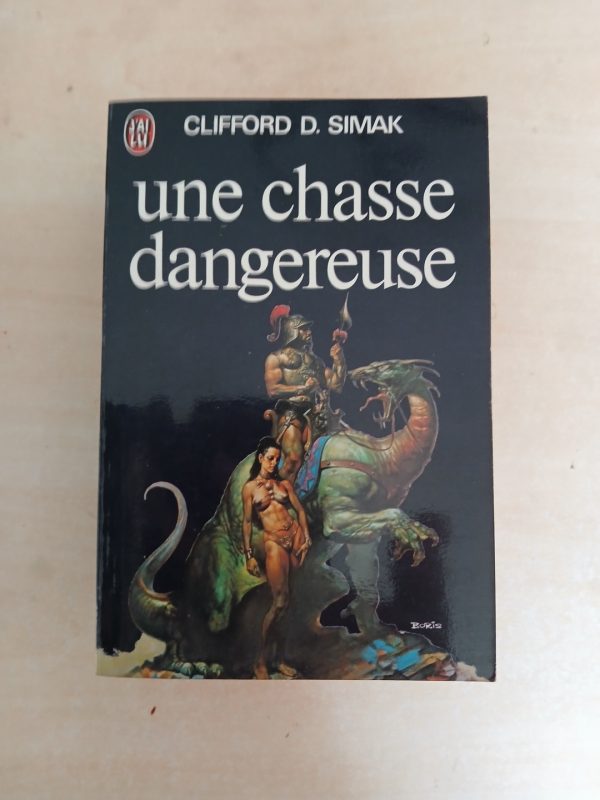 J'AI
LU
CLIFFORD D. SIMAK
une chasse
dangereuse
BORIS